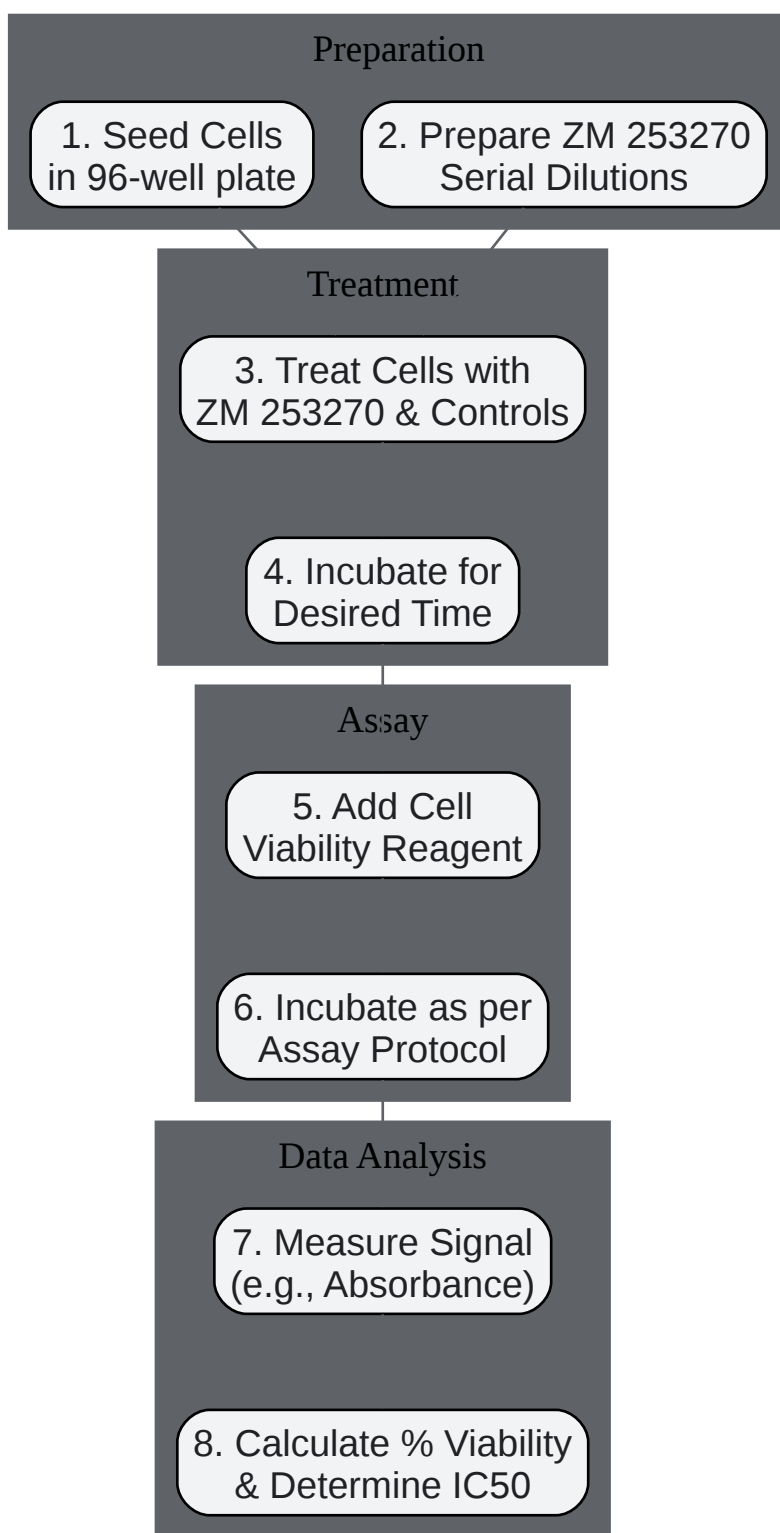 Preparation
1. Seed Cells
in 96-well plate
2. Prepare ZM 253270
Serial Dilutions
Treatment
3. Treat Cells with
ZM 253270 & Controls
4. Incubate for
Desired Time
Assay
5. Add Cell
Viability Reagent
6. Incubate as per
Assay Protocol
Data Analysis
7. Measure Signal
(e.g., Absorbance)
8. Calculate % Viability
& Determine IC50